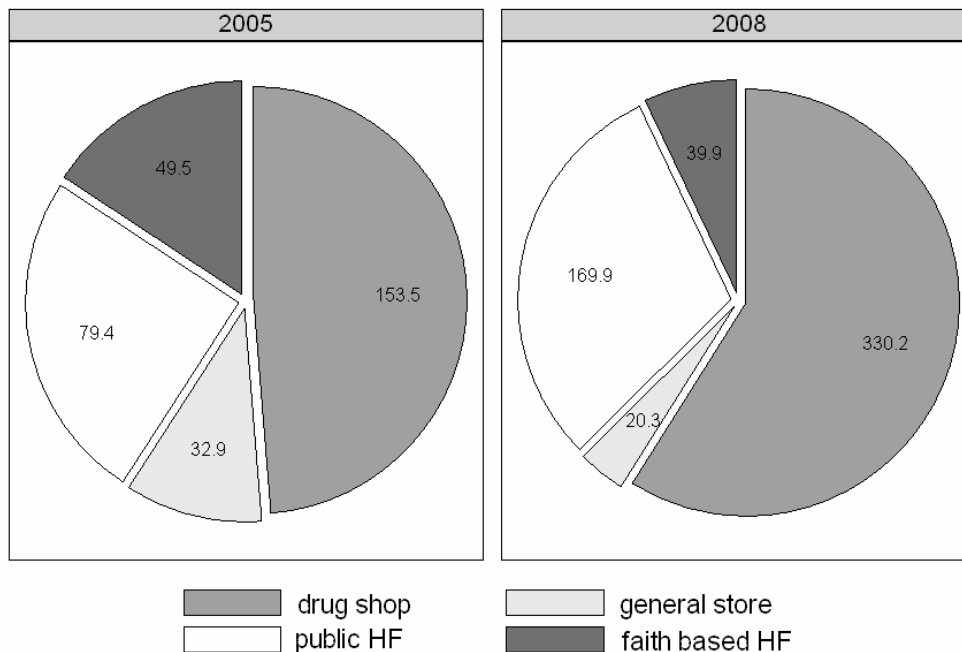 2005
2008
49.5
153.5
79.4
32.9
39.9
169.9
330.2
20.3
drug shop
general store
public HF
faith based HF